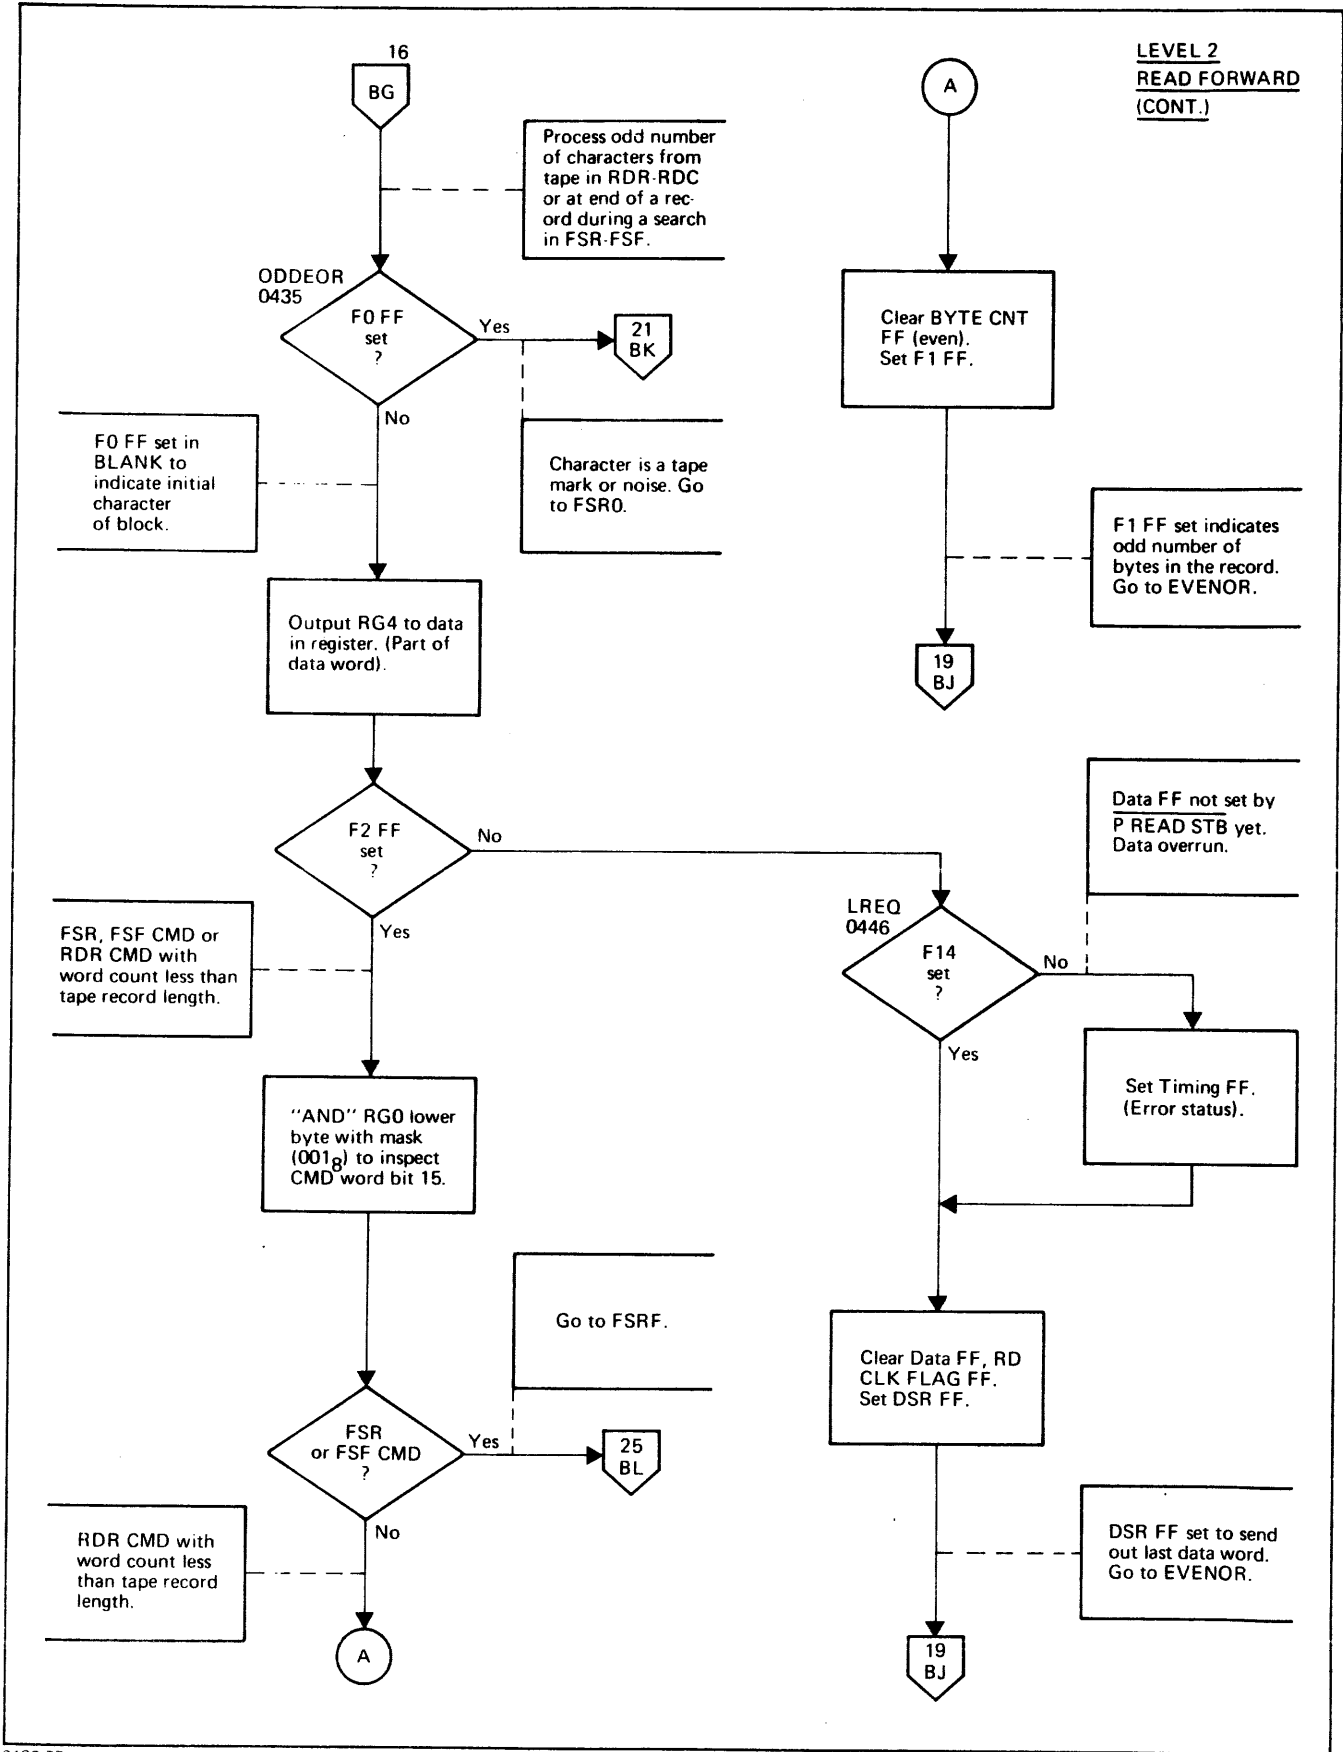 LEVEL 2
READ FORWARD
(CONT.)
16
BG
Process odd number
of characters from
tape in RDR-RDC
or at end of a rec-
ord during a search
in FSR-FSF.
ODDEOR
0435
F0 FF
set
?
Yes
21
BK
No
F0 FF set in
BLANK to
indicate initial
character
of block.
Character is a tape
mark or noise. Go
to FSR0.
Output RG4 to data
in register. (Part of
data word).
F2 FF
set
?
No
Yes
FSR, FSF CMD or
RDR CMD with
word count less than
tape record length.
"AND" RG0 lower
byte with mask
(001₈) to inspect
CMD word bit 15.
Go to FSRF.
FSR
or FSF CMD
?
Yes
25
BL
No
RDR CMD with
word count less
than tape record
length.
A
A
Clear BYTE CNT
FF (even).
Set F1 FF.
F1 FF set indicates
odd number of
bytes in the record.
Go to EVENOR.
19
BJ
Data FF not set by
P READ STB yet.
Data overrun.
LREQ
0446
F14
set
?
No
Yes
Set Timing FF.
(Error status).
Clear Data FF, RD
CLK FLAG FF.
Set DSR FF.
DSR FF set to send
out last data word.
Go to EVENOR.
19
BJ